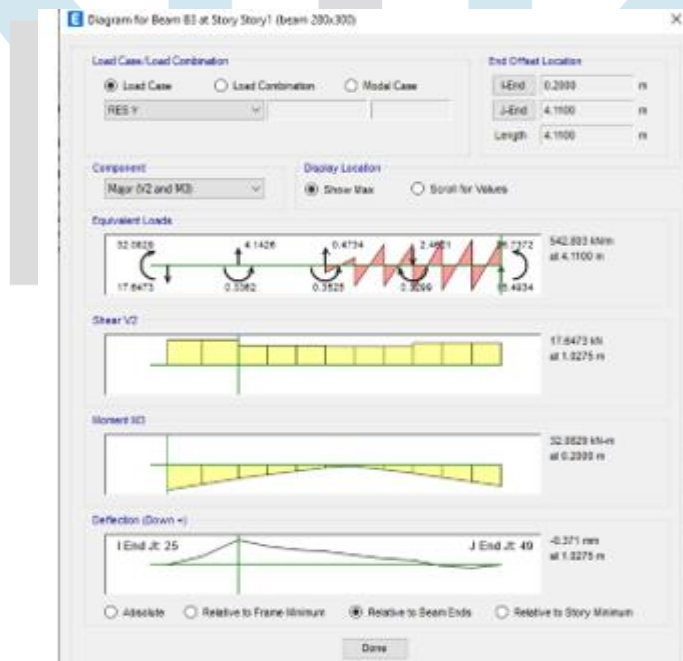 Diagram for Beam B3 at Story Story1 (beam 280x300)
Load Case/Load Combination
End Offset Location
Load Case Load Combination Modal Case
I-End 0.2000 m
RES Y
J-End 4.1100 m
Length 4.1100 m
Component
Display Location
Major (V2 and M3)
Show Max Scroll for Values
Equivalent Loads
32.0829 4.1426 0.4734
17.6473 0.3362 0.3525
542.803 kN/m
at 4.1100 m
Shear V2
17.6473 kN
at 1.0275 m
Moment M3
32.0829 kN-m
at 0.2000 m
Deflection (Down +)
I End Jt: 25 J End Jt: 49
-0.371 mm
at 1.0275 m
Absolute Relative to Frame Minimum Relative to Beam Ends Relative to Story Minimum
Done